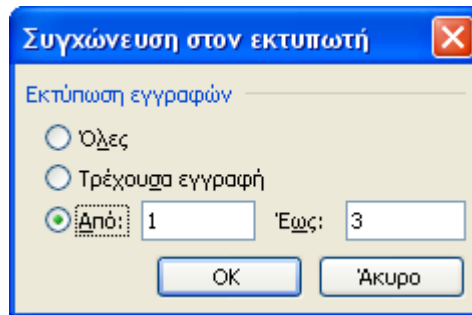 Συγχώνευση στον εκτυπωτή
Εκτύπωση εγγραφών
Όλες
Τρέχουσα εγγραφή
Από: 1 Έως: 3
OK Άκυρο